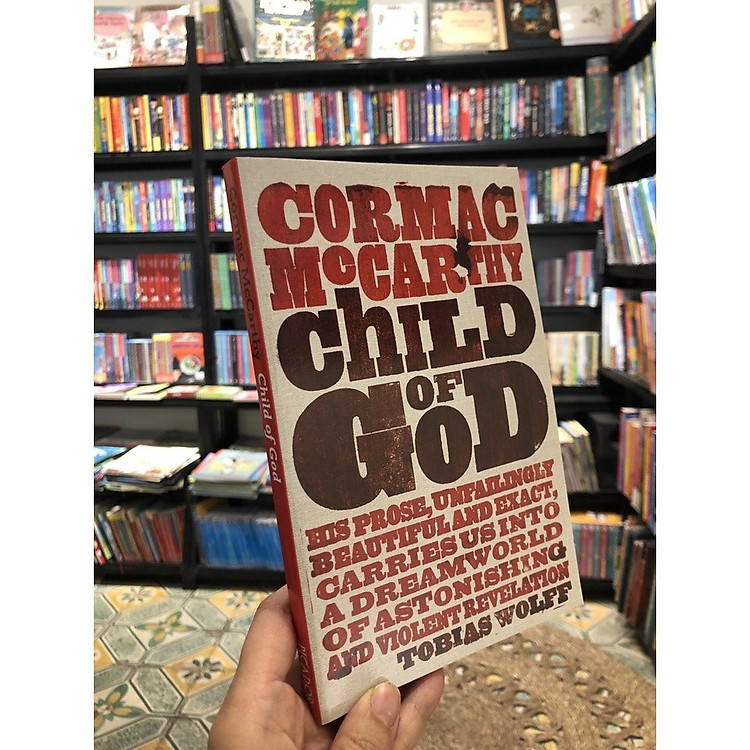 CORMAC
McCARTHY
chILD
OF
GoD
HIS PROSE, UNFAILINGLY
BEAUTIFUL AND EXACT,
CARRIES US INTO
A DREAMWORLD
OF ASTONISHING
AND VIOLENT REVELATION
TOBIAS WOLFF
Cormac McCarthy Child of God PICADOR